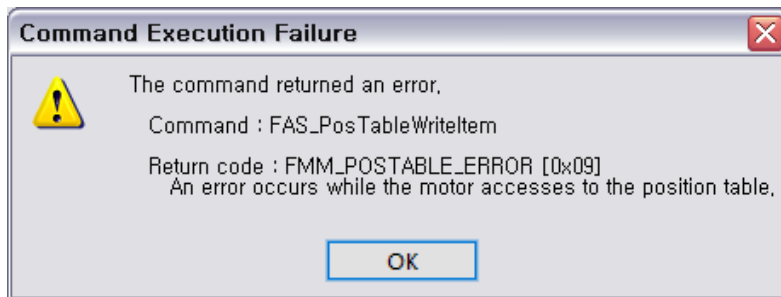 Command Execution Failure
The command returned an error,
Command : FAS_PosTableWriteItem
Return code : FMM_POSTABLE_ERROR [0x09]
An error occurs while the motor accesses to the position table,
OK